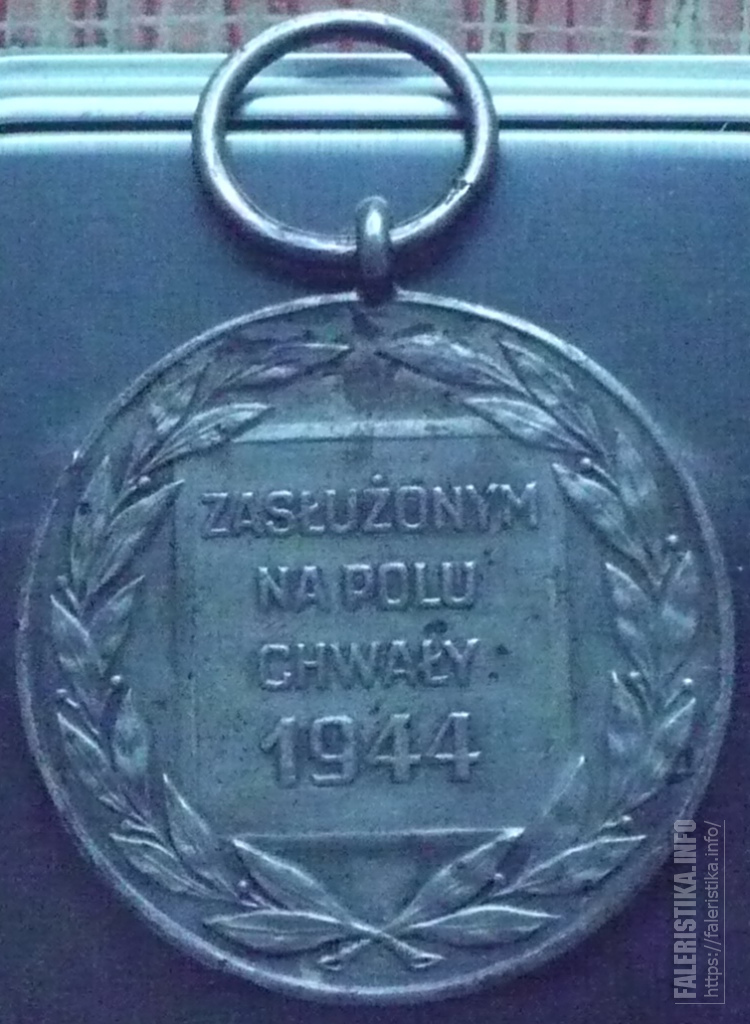 ZASŁUŻONYM
NA POLU
CHWAŁY
1944
FALERISTIKA.INFO
https://faleristika.info/